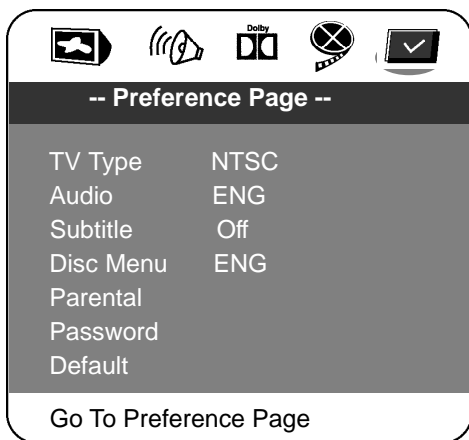 Dolby
-- Preference Page --
TV Type NTSC
Audio ENG
Subtitle Off
Disc Menu ENG
Parental
Password
Default
Go To Preference Page